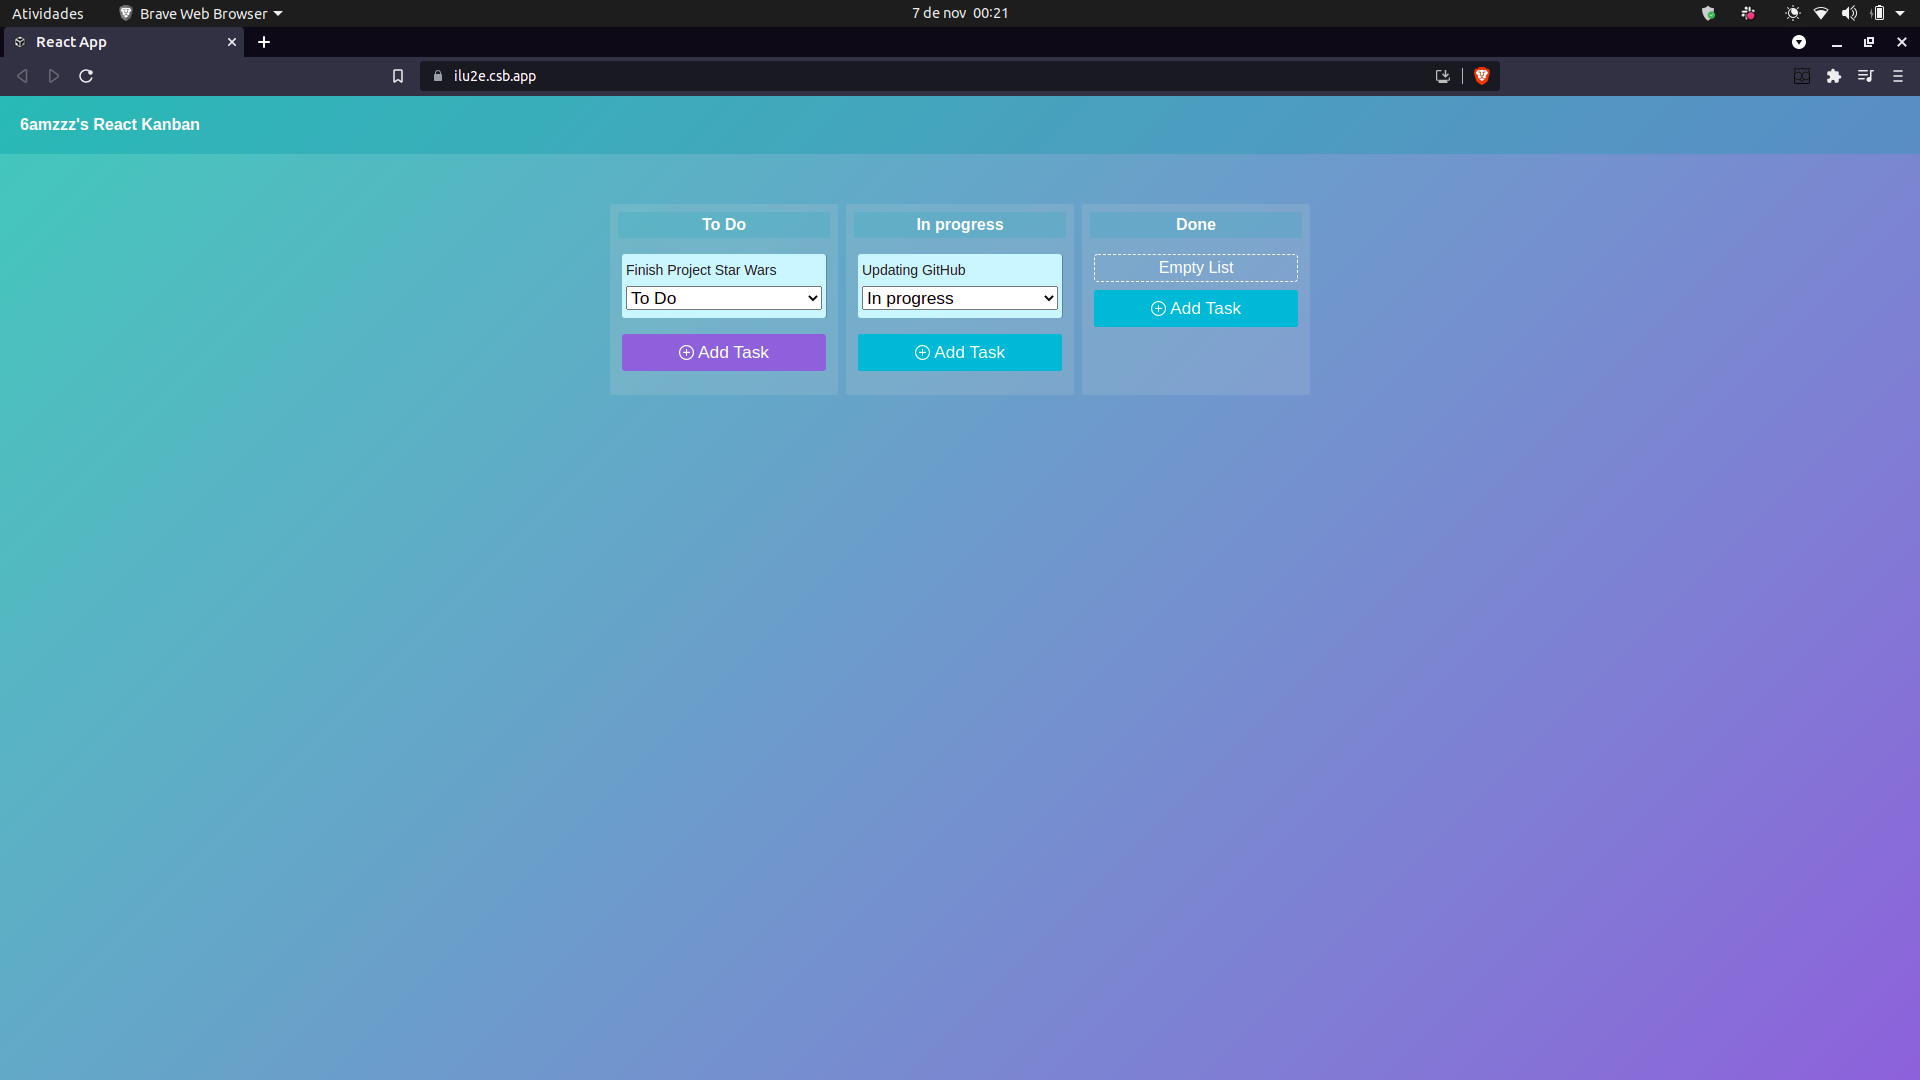 Atividades Brave Web Browser 7 de nov 00:21
React App
ilu2e.csb.app
6amzzz's React Kanban
To Do In progress Done
Finish Project Star Wars Updating GitHub Empty List
To Do In progress Add Task
Add Task Add Task